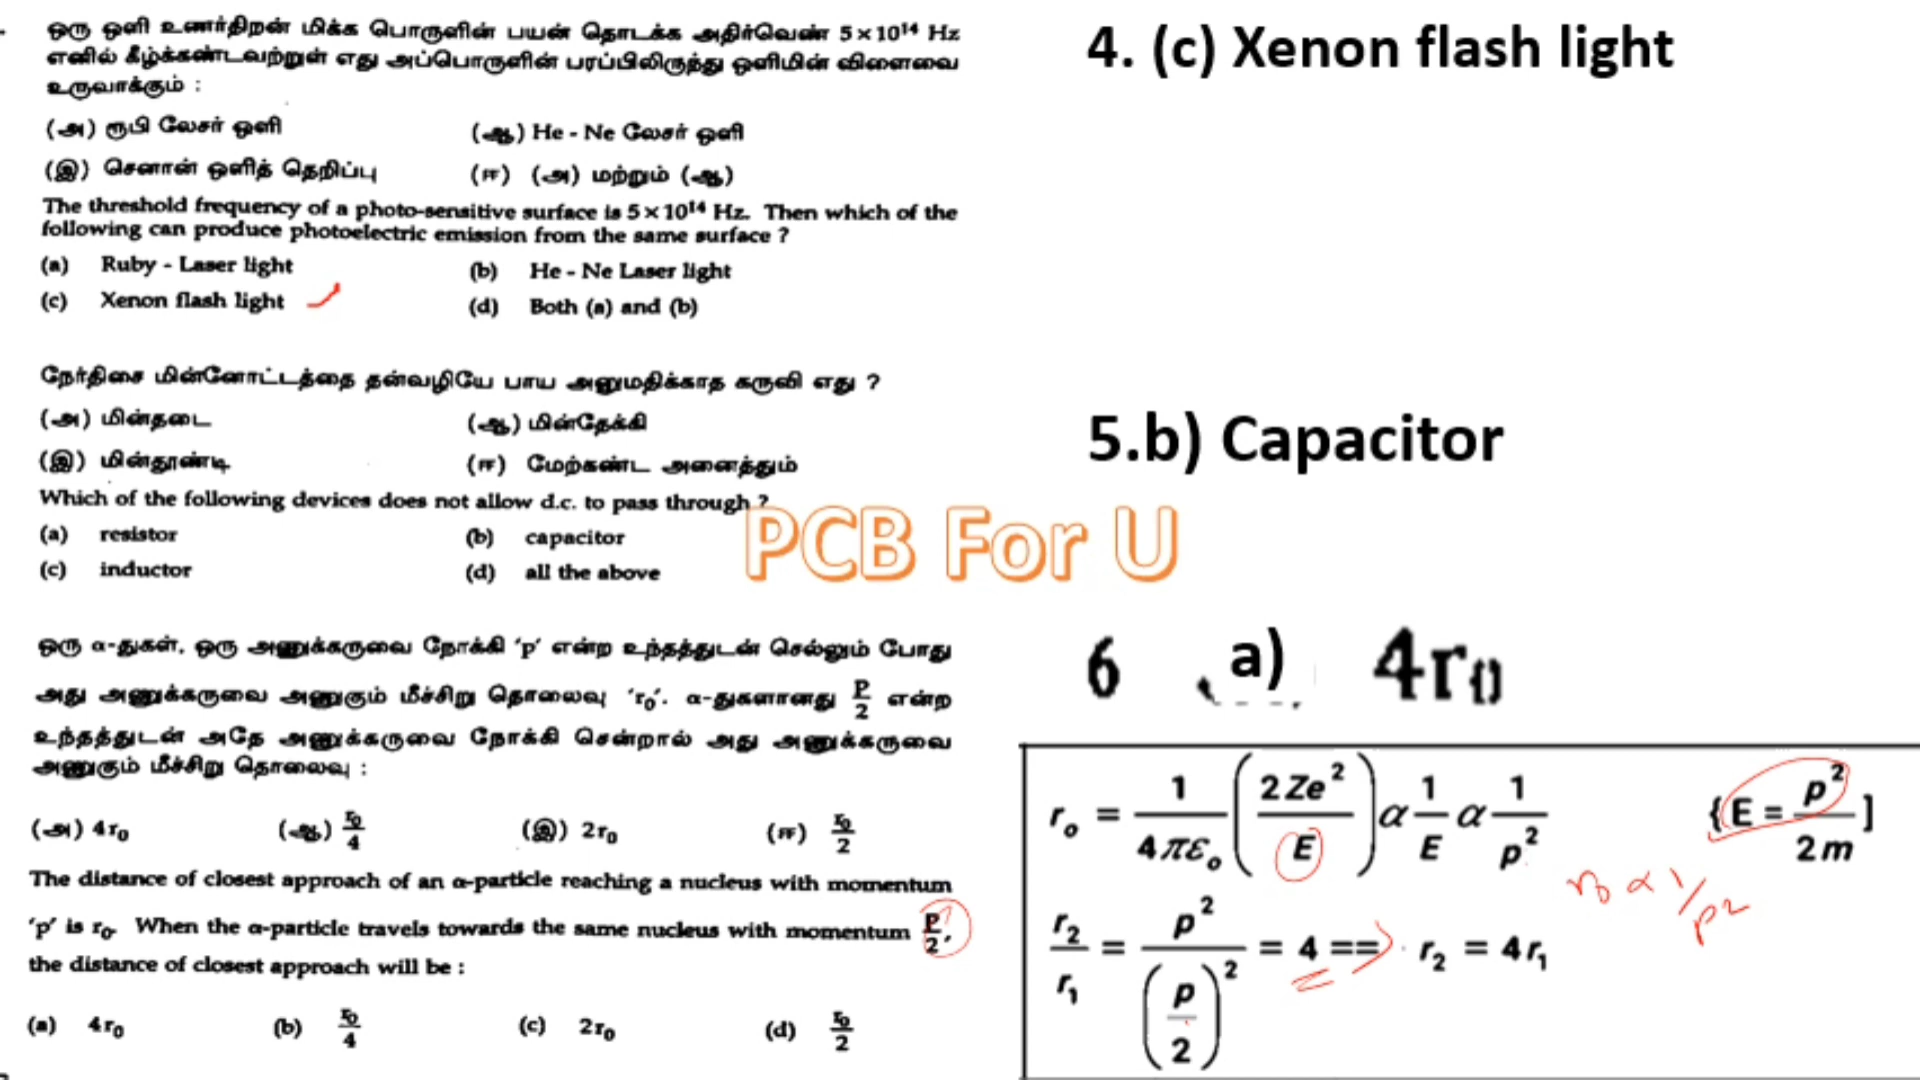 ஒரு ஒளி உணர்திறன் மிக்க பொருளின் பயன் தொடக்க அதிர்வெண் 5 × 10¹⁴ Hz
எனில் கீழ்க்கண்டவற்றுள் எது அப்பொருளின் பரப்பிலிருந்து ஒளிமின் விளைவை
உருவாக்கும் :
(அ) ரூபி லேசர் ஒளி (ஆ) He - Ne லேசர் ஒளி
(இ) செனான் ஒளித் தெறிப்பு (ஈ) (அ) மற்றும் (ஆ)
The threshold frequency of a photo-sensitive surface is 5 × 10¹⁴ Hz. Then which of the
following can produce photoelectric emission from the same surface ?
(a) Ruby - Laser light (b) He - Ne Laser light
(c) Xenon flash light (d) Both (a) and (b)
4. (c) Xenon flash light
நேர்திசை மின்னோட்டத்தை தன்வழியே பாய அனுமதிக்காத கருவி எது ?
(அ) மின்தடை (ஆ) மின்தேக்கி
(இ) மின்தூண்டி (ஈ) மேற்கண்ட அனைத்தும்
Which of the following devices does not allow d.c. to pass through ?
(a) resistor (b) capacitor
(c) inductor (d) all the above
5.b) Capacitor
PCB For U
ஒரு α-துகள், ஒரு அணுக்கருவை நோக்கி ‘p’ என்ற உந்தத்துடன் செல்லும் போது
அது அணுக்கருவை அணுகும் மீச்சிறு தொலைவு ‘r₀’. α-துகளானது P/2 என்ற
உந்தத்துடன் அதே அணுக்கருவை நோக்கி சென்றால் அது அணுக்கருவை
அணுகும் மீச்சிறு தொலைவு :
(அ) 4r₀ (ஆ) r₀/4 (இ) 2r₀ (ஈ) r₀/2
The distance of closest approach of an α-particle reaching a nucleus with momentum
‘p’ is r₀. When the α-particle travels towards the same nucleus with momentum P/2,
the distance of closest approach will be :
(a) 4r₀ (b) r₀/4 (c) 2r₀ (d) r₀/2
6 a) 4r₀
r₀ = 1/4πε₀ (2Ze²/E) α 1/E α 1/p² {E = p²/2m]
r₀ α 1/p²
r₂/r₁ = p²/(p/2)² = 4 ==> r₂ = 4r₁